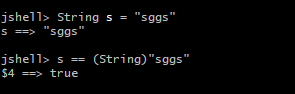 jshell> String s = "sggs"
s ==> "sggs"
jshell> s == (String)"sggs"
$4 ==> true